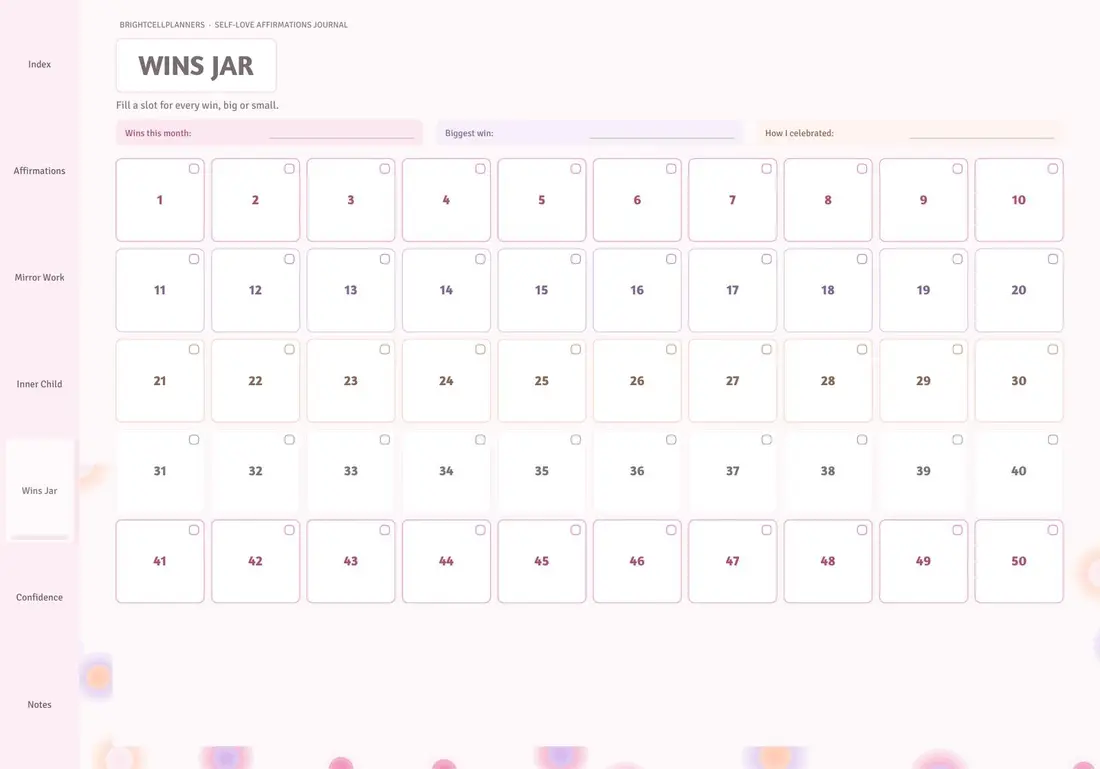 BRIGHTCELLPLANNERS · SELF-LOVE AFFIRMATIONS JOURNAL
WINS JAR
Fill a slot for every win, big or small.
Wins this month: Biggest win: How I celebrated:
1 2 3 4 5 6 7 8 9 10
11 12 13 14 15 16 17 18 19 20
21 22 23 24 25 26 27 28 29 30
31 32 33 34 35 36 37 38 39 40
41 42 43 44 45 46 47 48 49 50
Index
Affirmations
Mirror Work
Inner Child
Wins Jar
Confidence
Notes